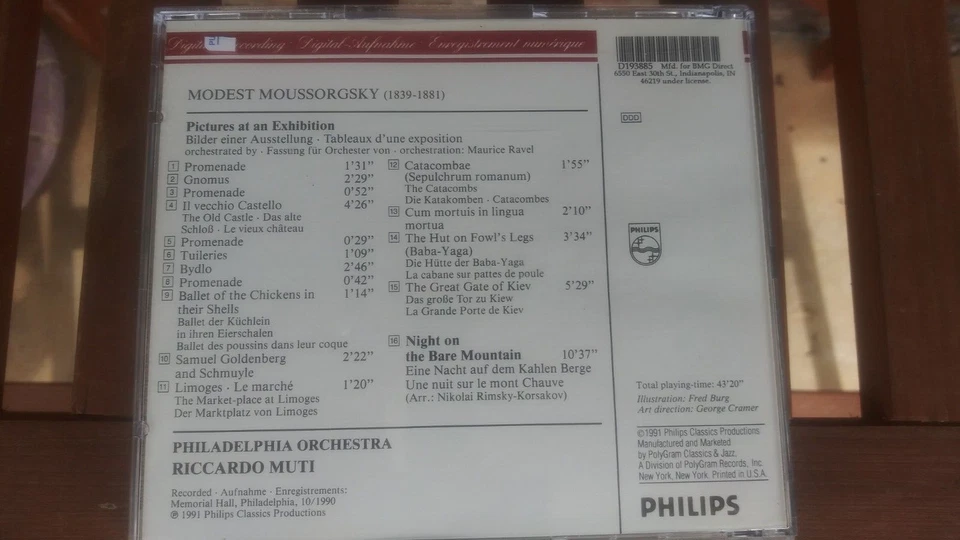 Recording · Digital-Aufnahme · Enregistrement numérique
MODEST MOUSSORGSKY (1839-1881)
Pictures at an Exhibition
Bilder einer Ausstellung · Tableaux d'une exposition
orchestrated by · Fassung für Orchester von · orchestration: Maurice Ravel
1 Promenade 1'31"
2 Gnomus 2'29"
3 Promenade 0'52"
4 Il vecchio Castello 4'26"
The Old Castle · Das alte
Schloß · Le vieux château
5 Promenade 0'29"
6 Tuileries 1'09"
7 Bydlo 2'46"
8 Promenade 0'42"
9 Ballet of the Chickens in 1'14"
their Shells
Ballet der Küchlein
in ihren Eierschalen
Ballet des poussins dans leur coque
10 Samuel Goldenberg 2'22"
and Schmuyle
11 Limoges · Le marché 1'20"
The Market-place at Limoges
Der Marktplatz von Limoges
12 Catacombae 1'55"
(Sepulchrum romanum)
The Catacombs
Die Katakomben · Catacombes
13 Cum mortuis in lingua 2'10"
mortua
14 The Hut on Fowl's Legs 3'34"
(Baba-Yaga)
Die Hütte der Baba-Yaga
La cabane sur pattes de poule
15 The Great Gate of Kiev 5'29"
Das große Tor zu Kiew
La Grande Porte de Kiev
16 Night on
the Bare Mountain 10'37"
Eine Nacht auf dem Kahlen Berge
Une nuit sur le mont Chauve
(Arr.: Nikolai Rimsky-Korsakov)
PHILADELPHIA ORCHESTRA
RICCARDO MUTI
Recorded · Aufnahme · Enregistrements:
Memorial Hall, Philadelphia, 10/1990
℗ 1991 Philips Classics Productions
D193885 Mfd. for BMG Direct
6550 East 30th St., Indianapolis, IN
46219 under license.
DDD
PHILIPS
Total playing-time: 43'20"
Illustration: Fred Burg
Art direction: George Cramer
©1991 Philips Classics Productions
Manufactured and Marketed
by PolyGram Classics & Jazz,
A Division of PolyGram Records, Inc.
New York, New York. Printed in U.S.A.
PHILIPS